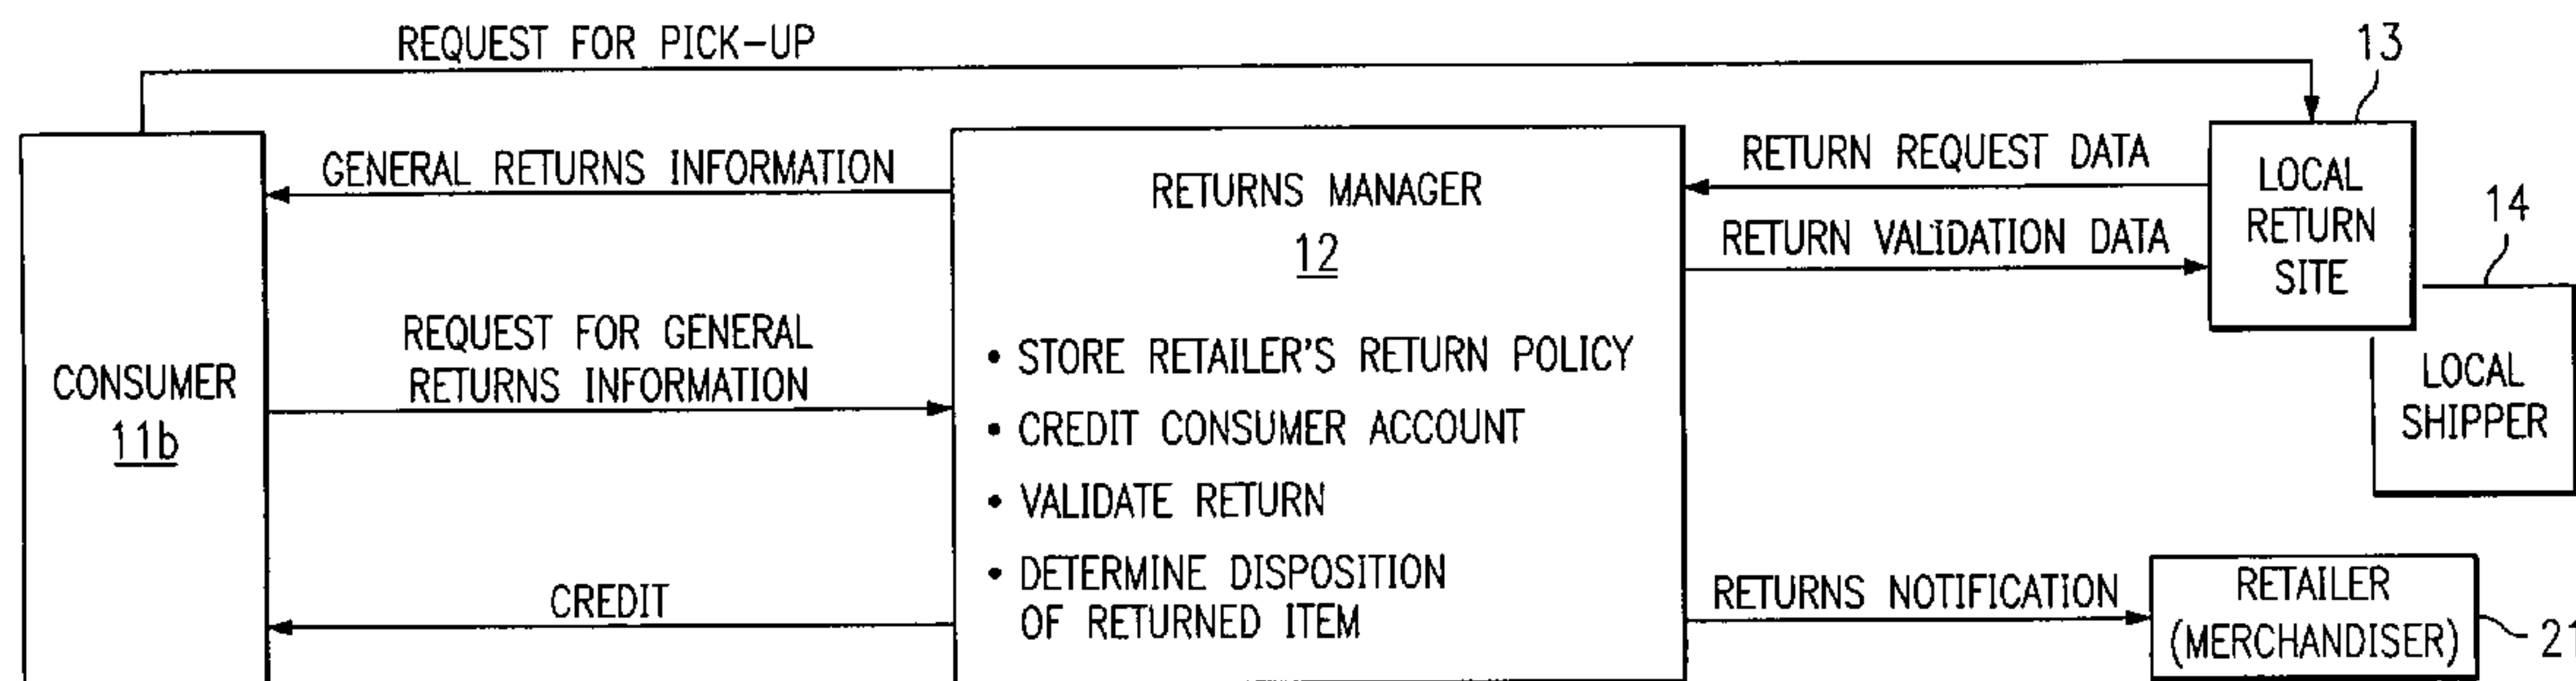 REQUEST FOR PICK-UP
13
GENERAL RETURNS INFORMATION
RETURN REQUEST DATA
LOCAL
RETURN
SITE
RETURNS MANAGER
12
RETURN VALIDATION DATA
14
REQUEST FOR GENERAL
RETURNS INFORMATION
CONSUMER
11b
• STORE RETAILER'S RETURN POLICY
• CREDIT CONSUMER ACCOUNT
• VALIDATE RETURN
• DETERMINE DISPOSITION
OF RETURNED ITEM
LOCAL
SHIPPER
CREDIT
RETURNS NOTIFICATION
RETAILER
(MERCHANDISER)
21